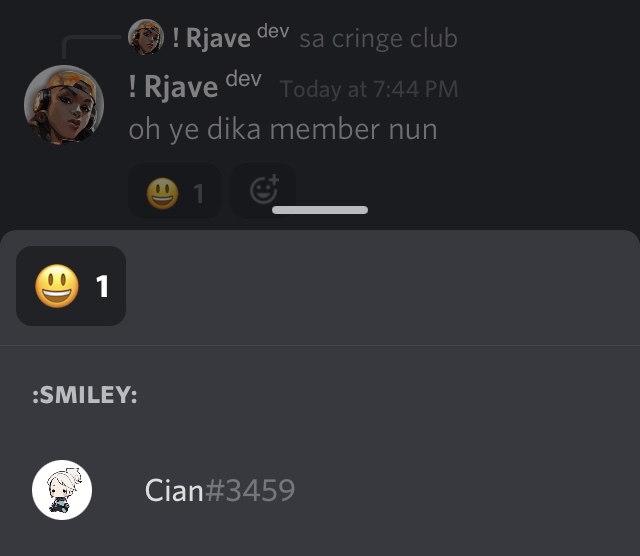 ! Rjave dev sa cringe club
! Rjave dev Today at 7:44 PM
oh ye dika member nun
1
1
:SMILEY:
Cian#3459